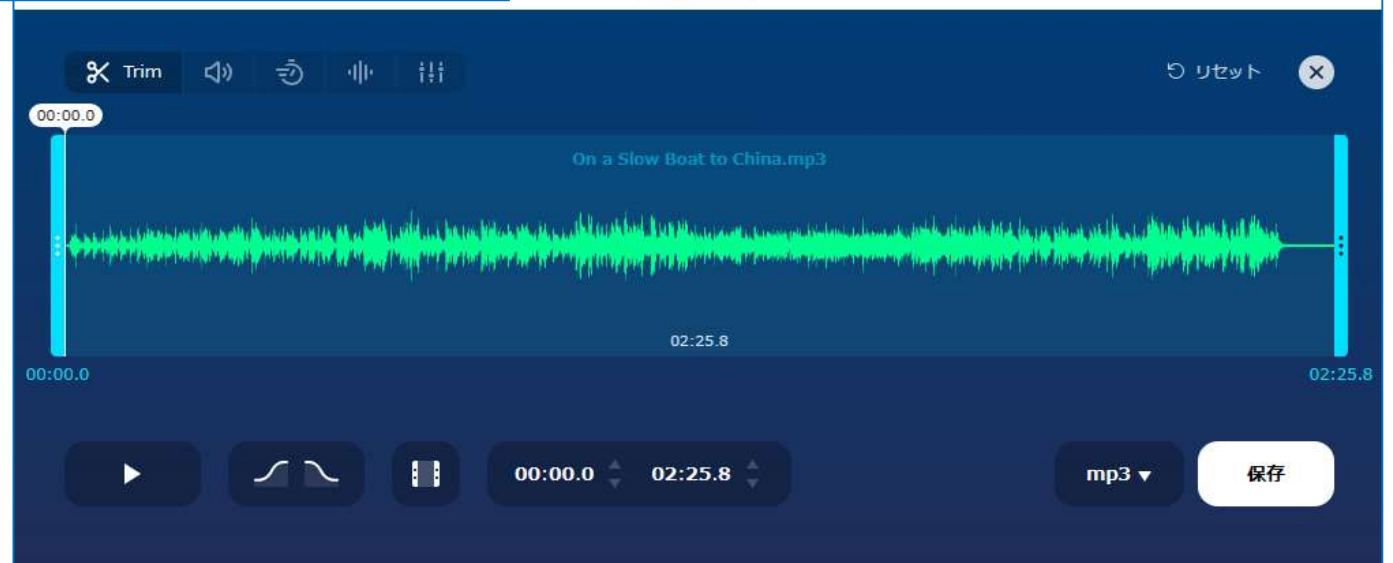 Trim
リセット
00:00.0
On a Slow Boat to China.mp3
02:25.8
00:00.0
02:25.8
00:00.0
02:25.8
mp3
保存